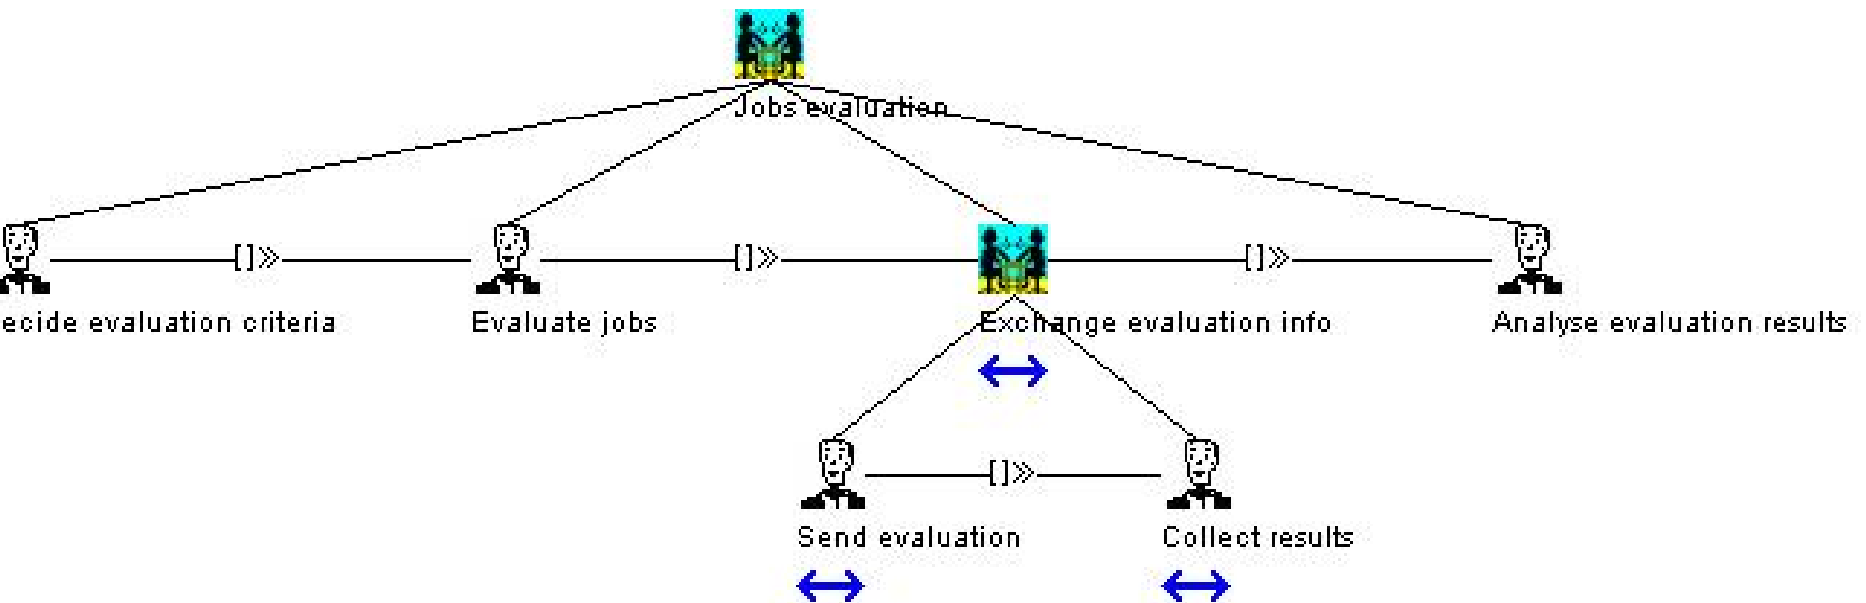 Jobs evaluation
[]>> []>> []>>
ecide evaluation criteria Evaluate jobs Exchange evaluation info Analyse evaluation results
[]>>
Send evaluation Collect results